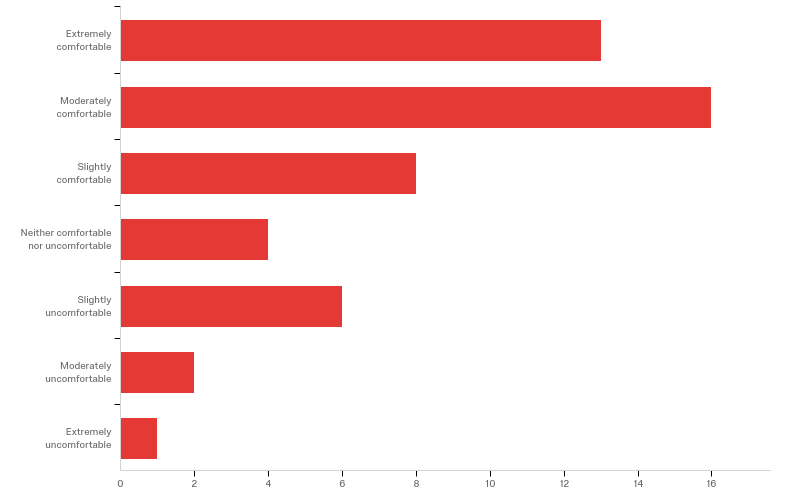 Extremely
comfortable
Moderately
comfortable
Slightly
comfortable
Neither comfortable
nor uncomfortable
Slightly
uncomfortable
Moderately
uncomfortable
Extremely
uncomfortable
0 2 4 6 8 10 12 14 16